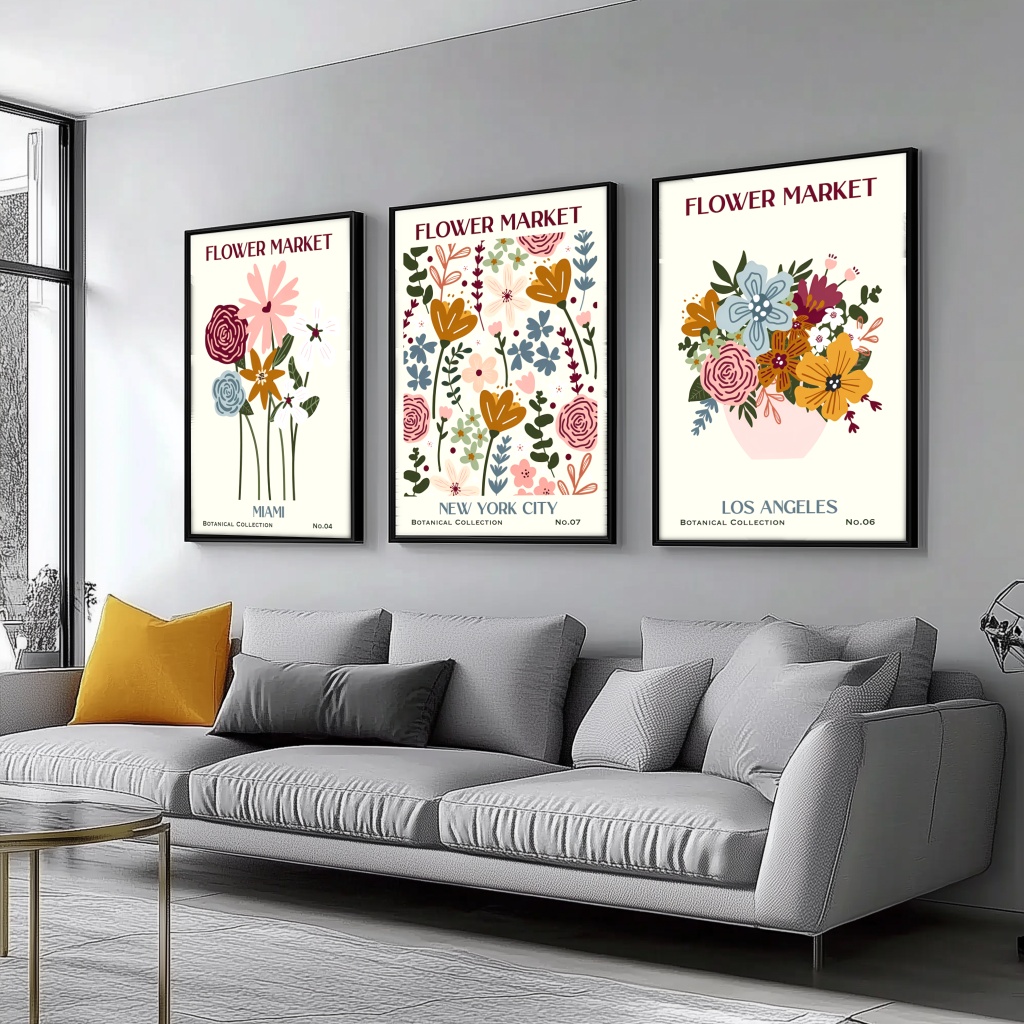 FLOWER MARKET
MIAMI
BOTANICAL COLLECTION No.04
FLOWER MARKET
NEW YORK CITY
BOTANICAL COLLECTION No.07
FLOWER MARKET
LOS ANGELES
BOTANICAL COLLECTION No.06